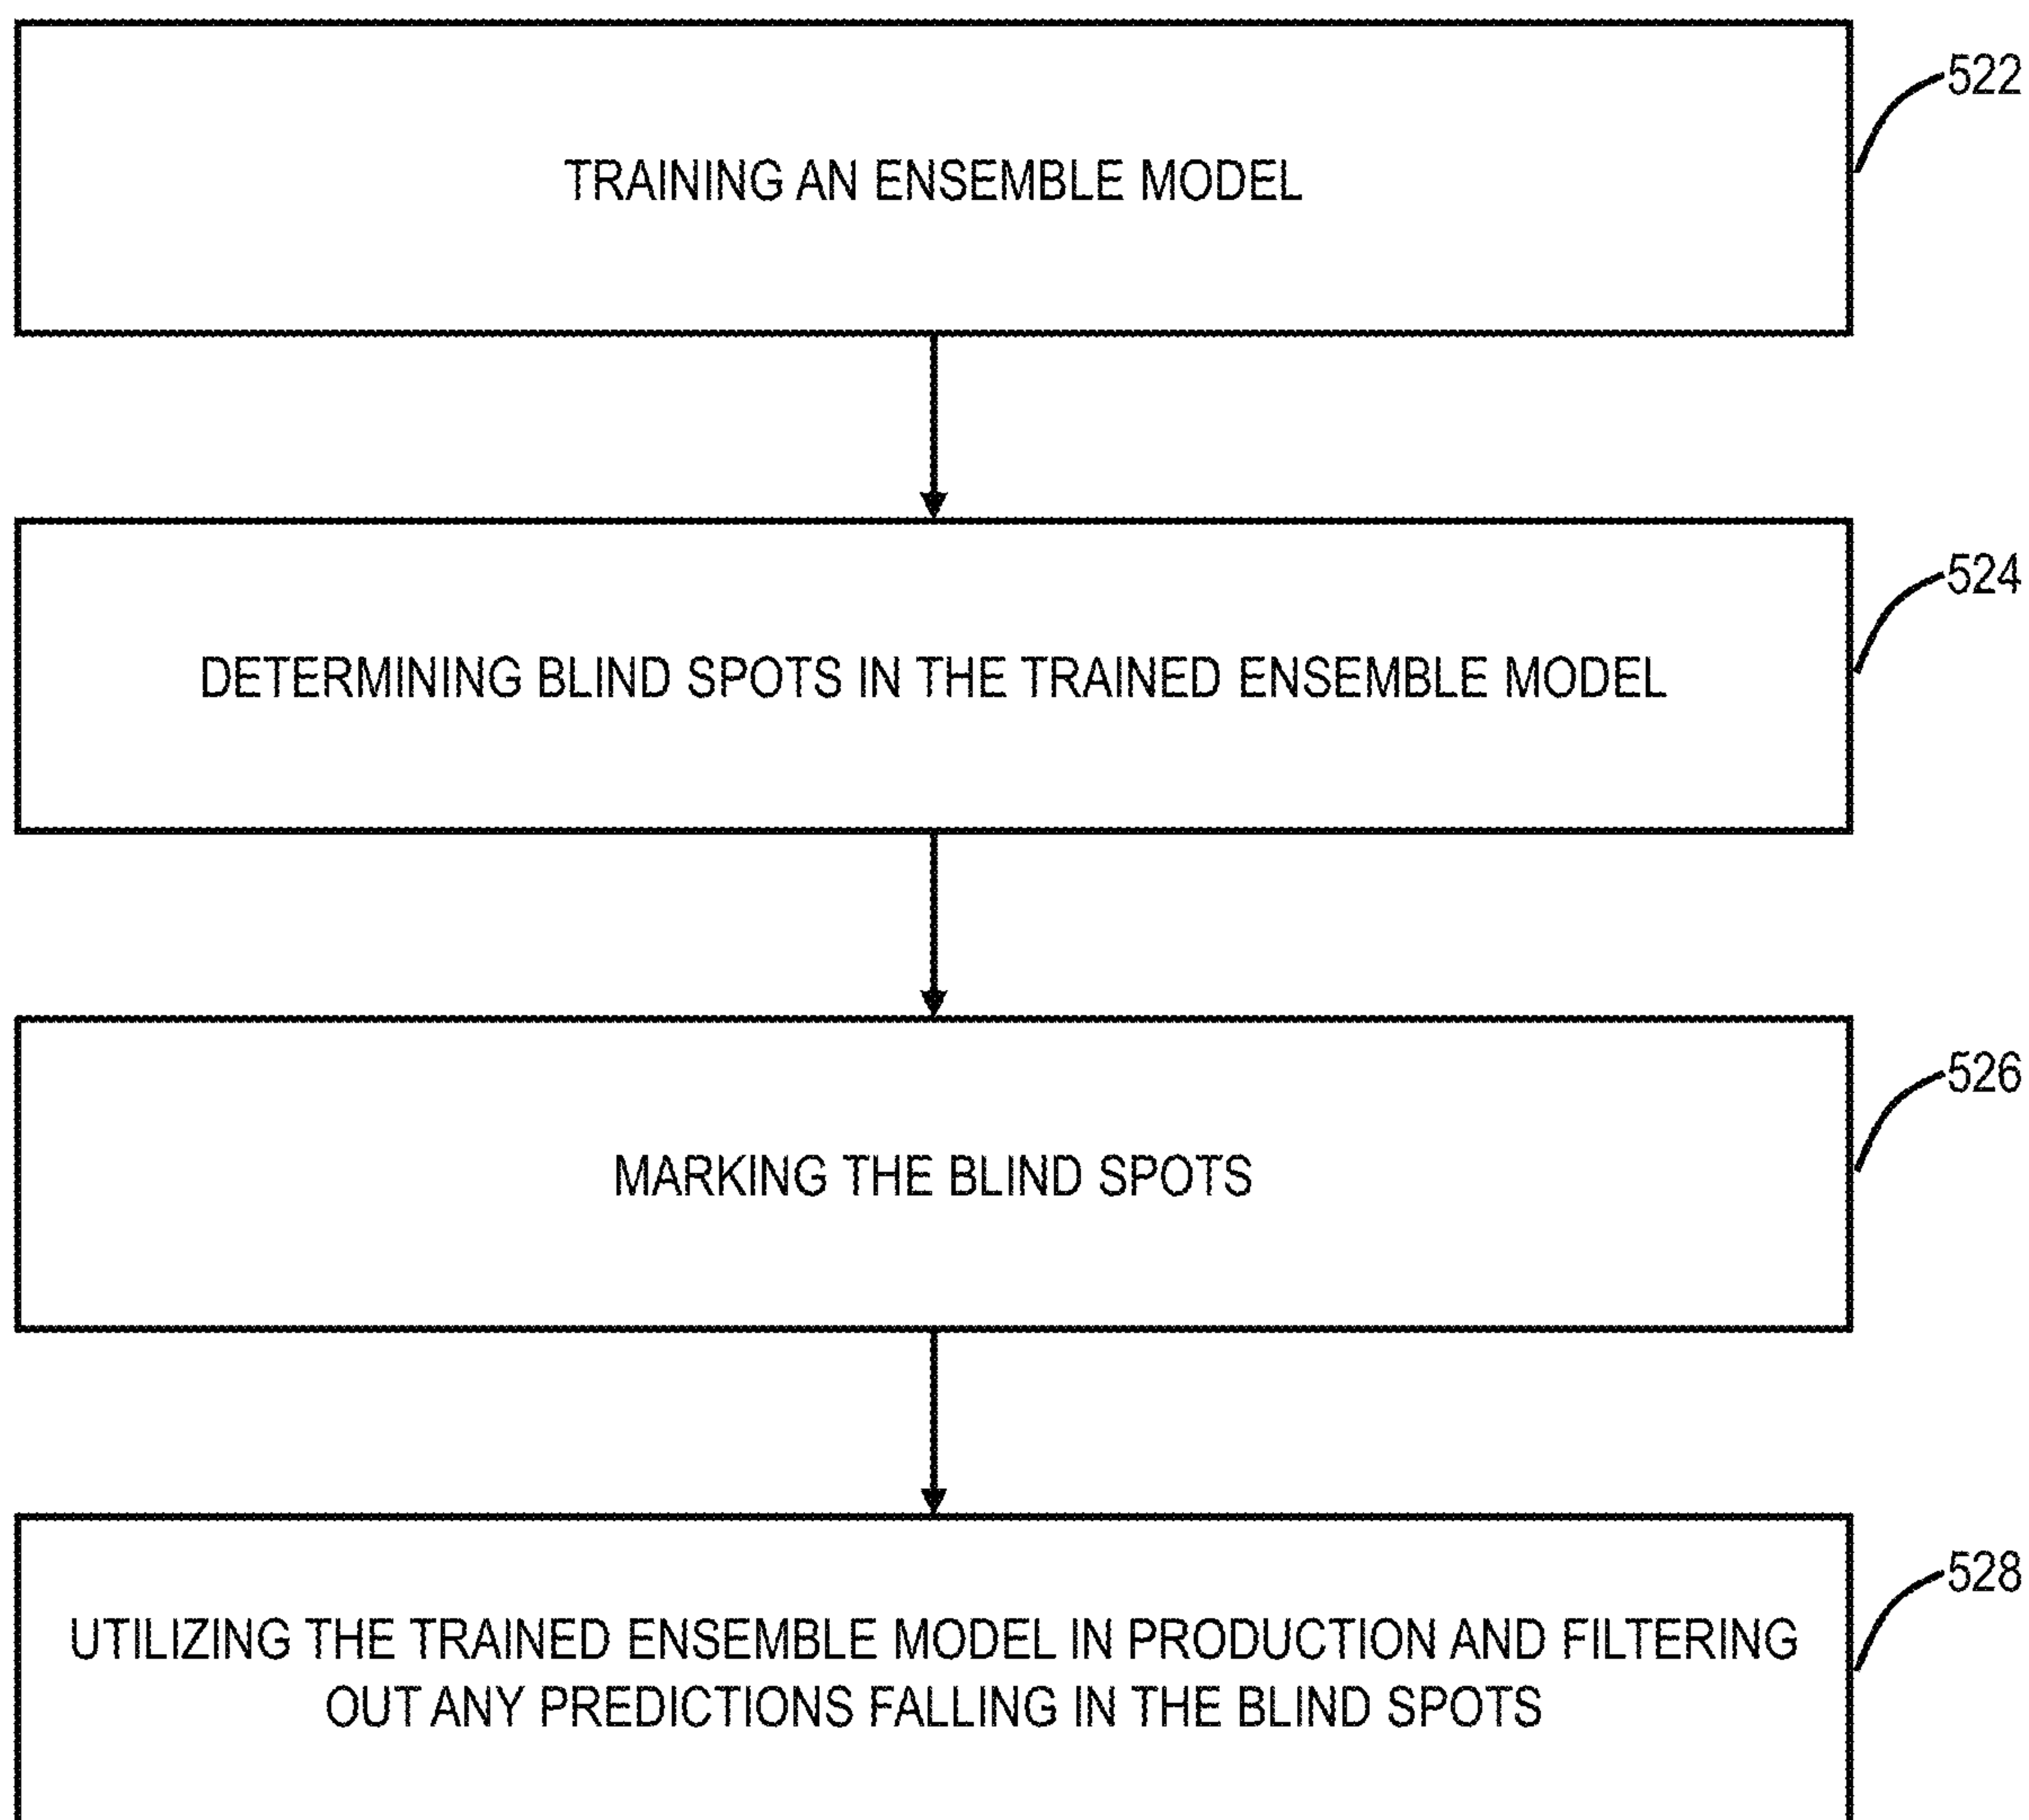 522
TRAINING AN ENSEMBLE MODEL
524
DETERMINING BLIND SPOTS IN THE TRAINED ENSEMBLE MODEL
526
MARKING THE BLIND SPOTS
528
UTILIZING THE TRAINED ENSEMBLE MODEL IN PRODUCTION AND FILTERING
OUT ANY PREDICTIONS FALLING IN THE BLIND SPOTS